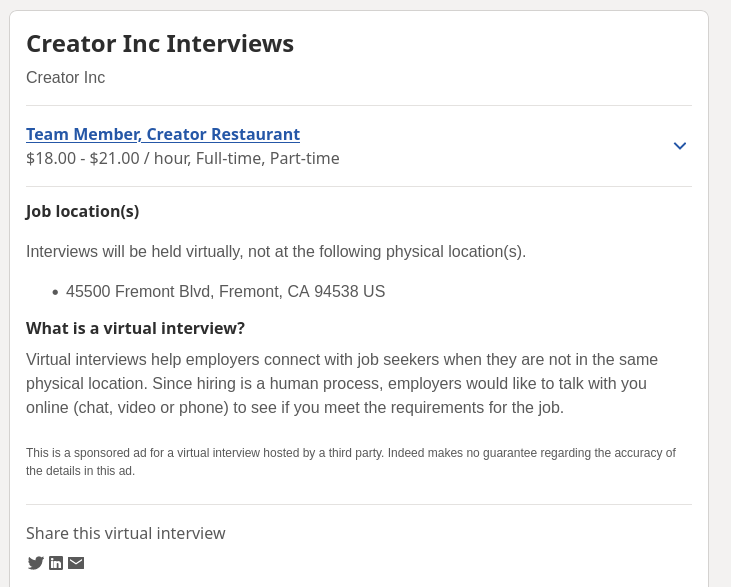 Creator Inc Interviews
Creator Inc
Team Member, Creator Restaurant
$18.00 - $21.00 / hour, Full-time, Part-time
Job location(s)
Interviews will be held virtually, not at the following physical location(s).
• 45500 Fremont Blvd, Fremont, CA 94538 US
What is a virtual interview?
Virtual interviews help employers connect with job seekers when they are not in the same
physical location. Since hiring is a human process, employers would like to talk with you
online (chat, video or phone) to see if you meet the requirements for the job.
This is a sponsored ad for a virtual interview hosted by a third party. Indeed makes no guarantee regarding the accuracy of
the details in this ad.
Share this virtual interview